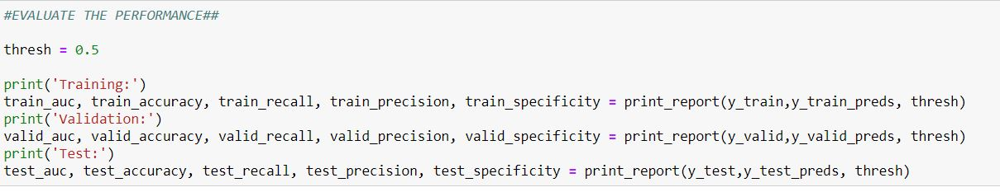 #EVALUATE THE PERFORMANCE##
thresh = 0.5
print('Training:')
train_auc, train_accuracy, train_recall, train_precision, train_specificity = print_report(y_train,y_train_preds, thresh)
print('Validation:')
valid_auc, valid_accuracy, valid_recall, valid_precision, valid_specificity = print_report(y_valid,y_valid_preds, thresh)
print('Test:')
test_auc, test_accuracy, test_recall, test_precision, test_specificity = print_report(y_test,y_test_preds, thresh)